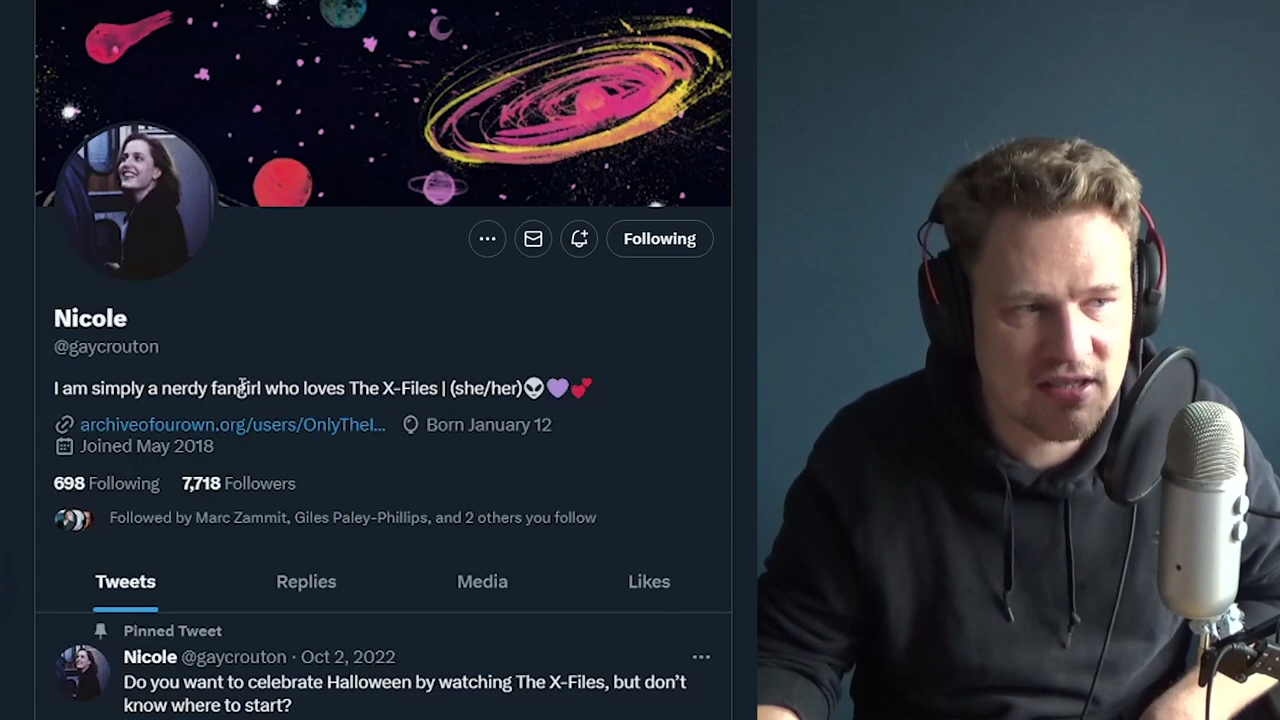 Following
Nicole
@gaycrouton
I am simply a nerdy fangirl who loves The X-Files | (she/her)👽💜💕
archiveofourown.org/users/OnlyTheI... Born January 12
Joined May 2018
698 Following 7,718 Followers
Followed by Marc Zammit, Giles Paley-Phillips, and 2 others you follow
Tweets Replies Media Likes
Pinned Tweet
Nicole @gaycrouton · Oct 2, 2022
Do you want to celebrate Halloween by watching The X-Files, but don't
know where to start?